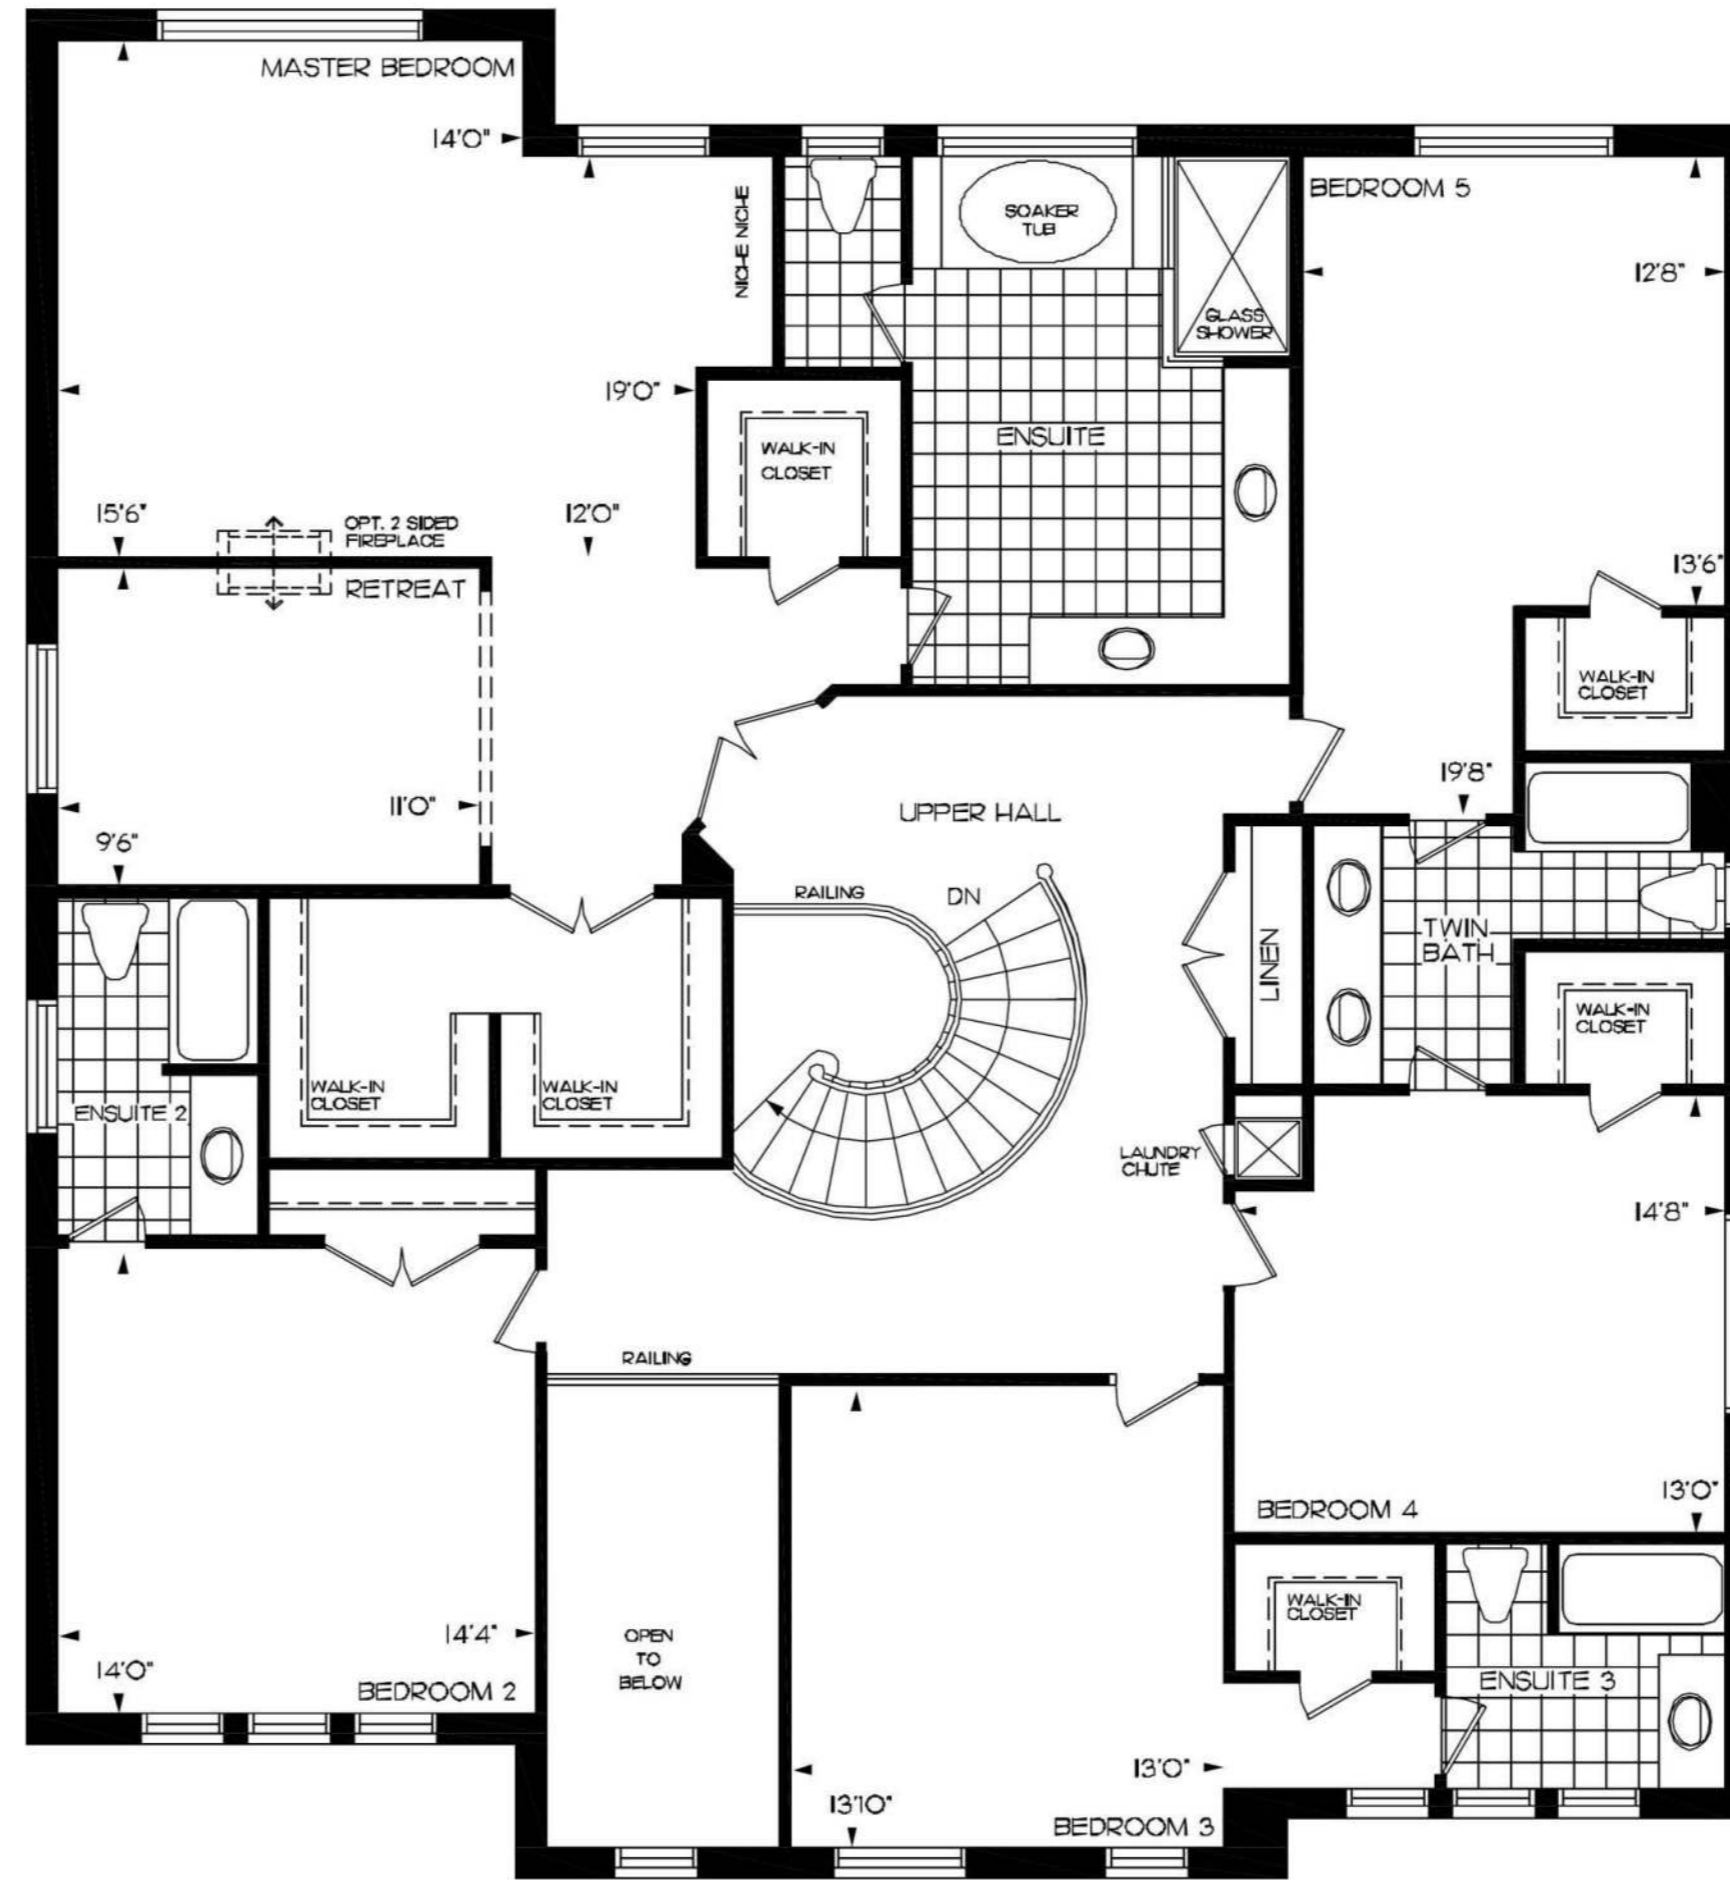 MASTER BEDROOM
14'0"
NICHE NICHE
SOAKER
TUB
GLASS
SHOWER
BEDROOM 5
12'8"
19'0"
WALK-IN
CLOSET
ENSUITE
15'6"
OPT. 2 SIDED
FIREPLACE
12'0"
RETREAT
13'6"
WALK-IN
CLOSET
11'0"
9'6"
UPPER HALL
19'8"
RAILING
DN
LINEN
TWIN
BATH
WALK-IN
CLOSET
WALK-IN
CLOSET
WALK-IN
CLOSET
ENSUITE 2
LAUNDRY
CHUTE
14'8"
RAILING
13'0"
BEDROOM 4
WALK-IN
CLOSET
14'4"
14'0"
BEDROOM 2
OPEN
TO
BELOW
ENSUITE 3
13'0"
13'10"
BEDROOM 3